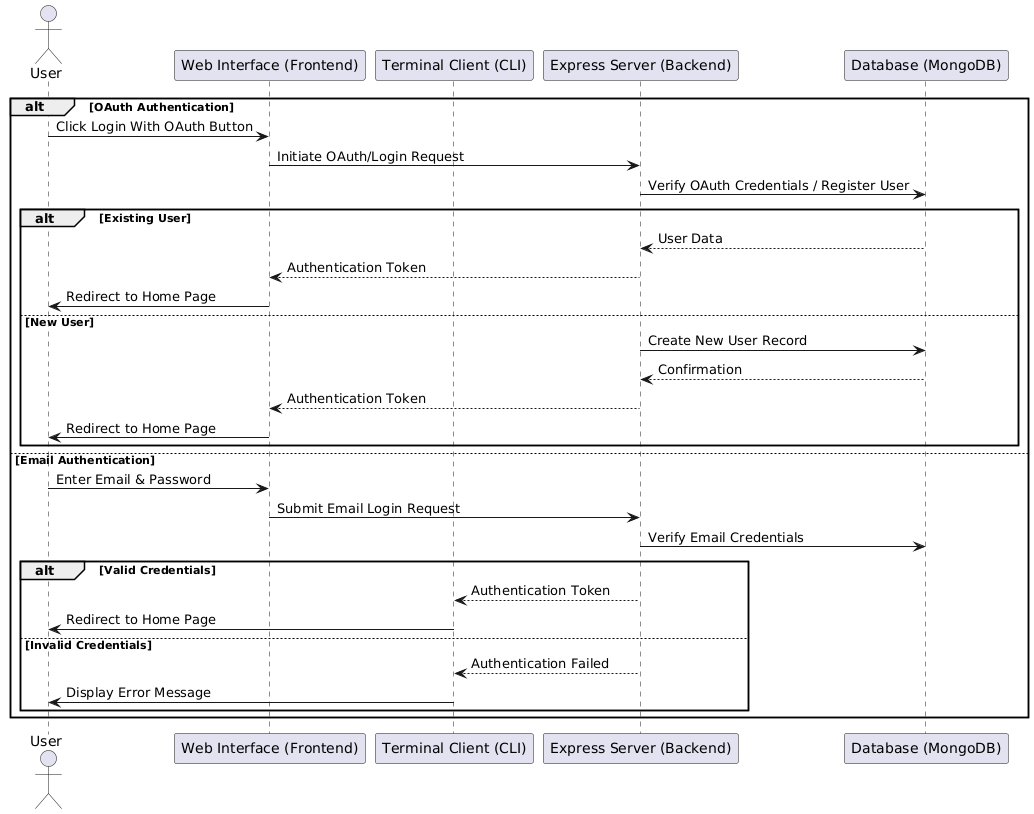 User
Web Interface (Frontend)
Terminal Client (CLI)
Express Server (Backend)
Database (MongoDB)
alt
[OAuth Authentication]
Click Login With OAuth Button
Initiate OAuth/Login Request
Verify OAuth Credentials / Register User
alt
[Existing User]
User Data
Authentication Token
Redirect to Home Page
[New User]
Create New User Record
Confirmation
Authentication Token
Redirect to Home Page
[Email Authentication]
Enter Email & Password
Submit Email Login Request
Verify Email Credentials
alt
[Valid Credentials]
Authentication Token
Redirect to Home Page
[Invalid Credentials]
Authentication Failed
Display Error Message
User
Web Interface (Frontend)
Terminal Client (CLI)
Express Server (Backend)
Database (MongoDB)